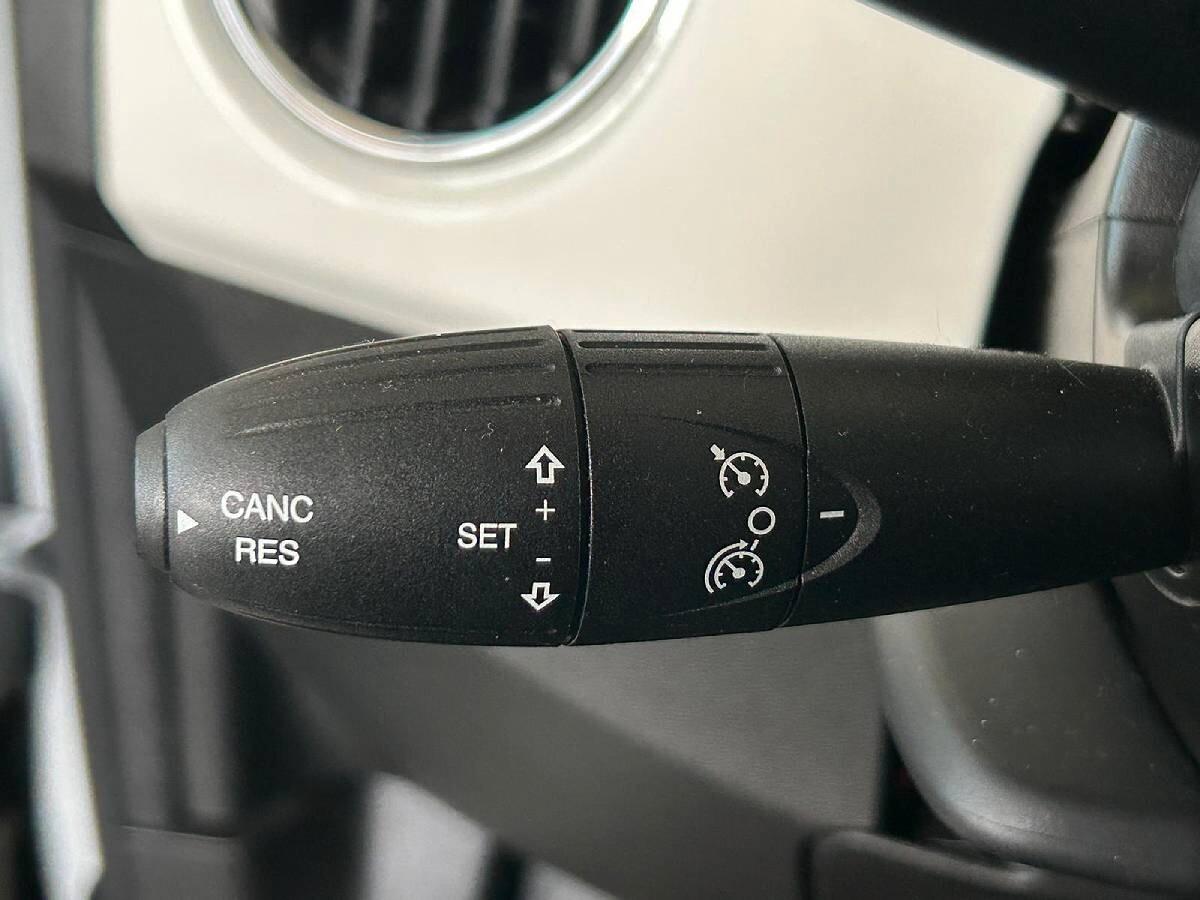 CANC
RES
SET
+
-